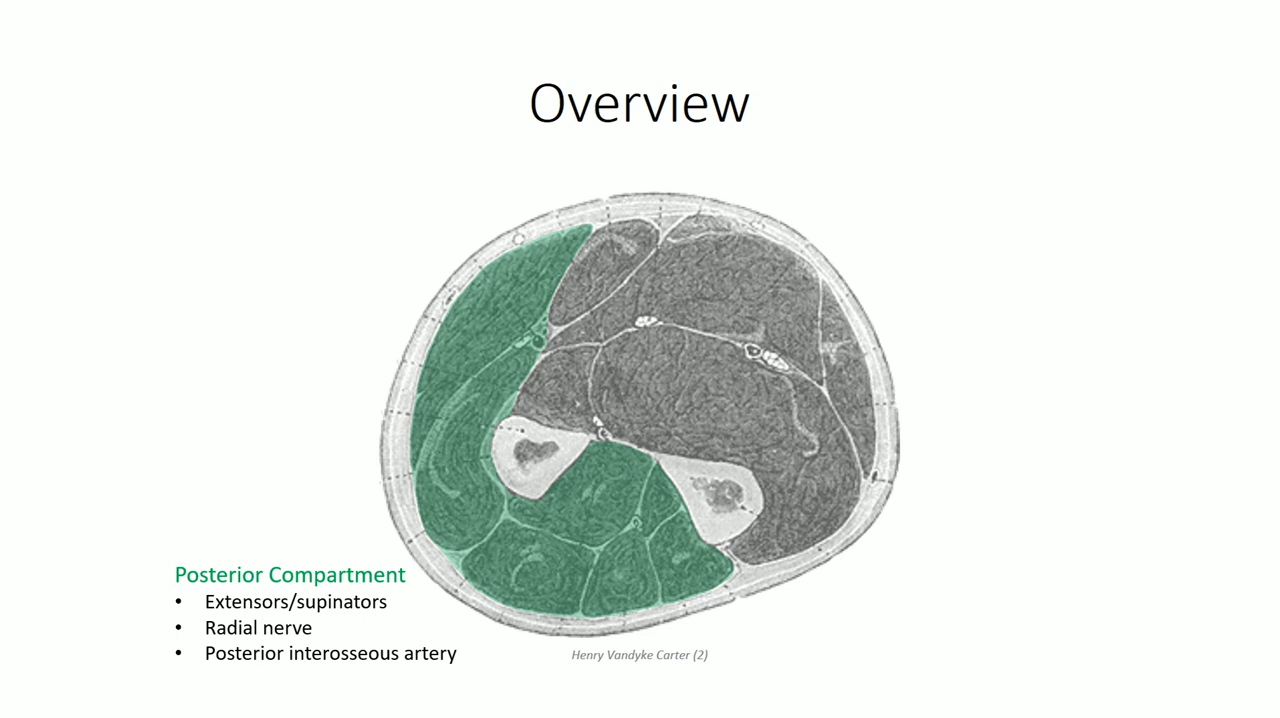 Overview
Posterior Compartment
• Extensors/supinators
• Radial nerve
• Posterior interosseous artery
Henry Vandyke Carter (2)